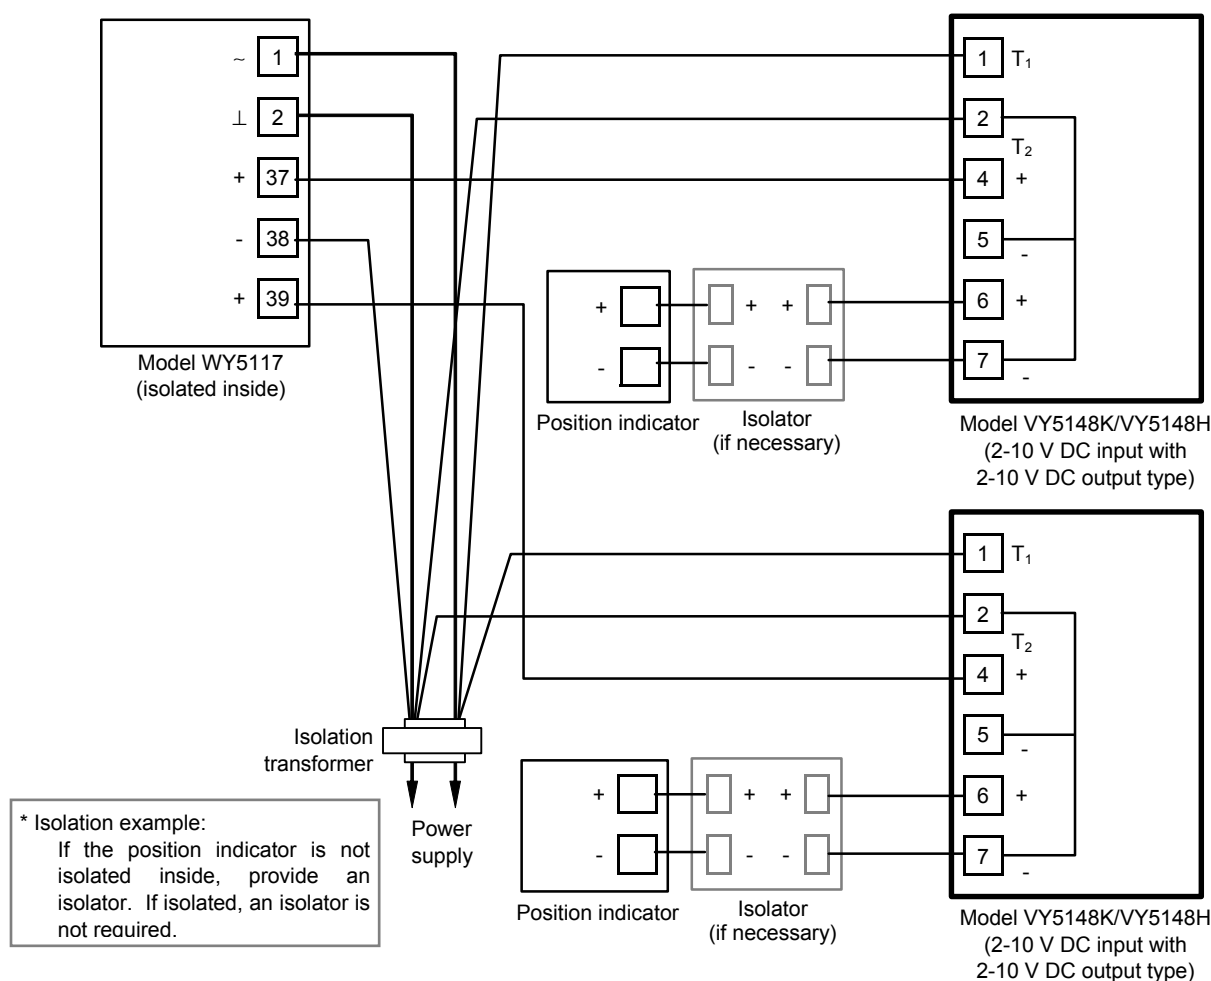 ~ 1
⊥ 2
+ 37
- 38
+ 39
Model WY5117
(isolated inside)
1 T₁
2
T₂
4 +
5
-
6 +
7
-
+ + +
- - -
Position indicator
Isolator
(if necessary)
Model VY5148K/VY5148H
(2-10 V DC input with
2-10 V DC output type)
1 T₁
2
T₂
4 +
5
-
6 +
7
-
Isolation
transformer
Power
supply
+ + +
- - -
Position indicator
Isolator
(if necessary)
Model VY5148K/VY5148H
(2-10 V DC input with
2-10 V DC output type)
* Isolation example:
If the position indicator is not
isolated inside, provide an
isolator. If isolated, an isolator is
not required.